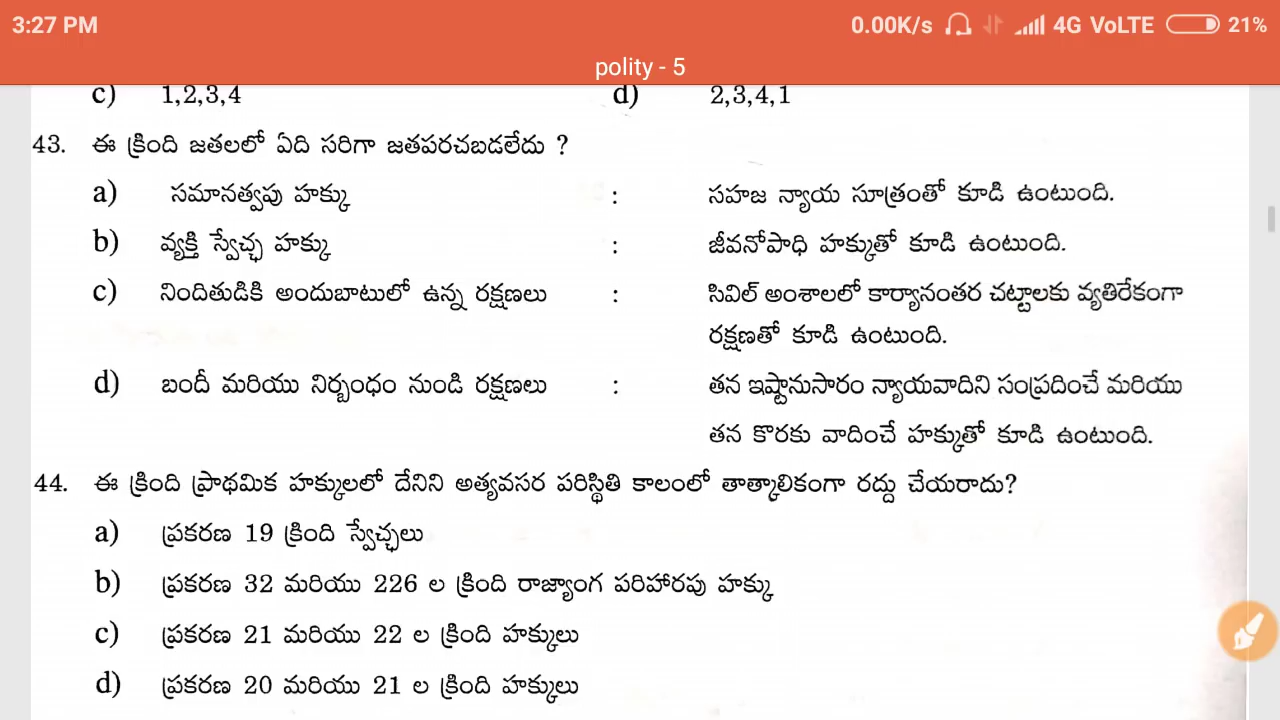 3:27 PM 0.00K/s 4G VoLTE 21%
polity - 5
c) 1,2,3,4 d) 2,3,4,1
43. ఈ క్రింది జతలలో ఏది సరిగా జతపరచబడలేదు ?
a) సమానత్వపు హక్కు : సహజ న్యాయ సూత్రంతో కూడి ఉంటుంది.
b) వ్యక్తి స్వేచ్ఛ హక్కు : జీవనోపాధి హక్కుతో కూడి ఉంటుంది.
c) నిందితుడికి అందుబాటులో ఉన్న రక్షణలు : సివిల్ అంశాలలో కార్యానంతర చట్టాలకు వ్యతిరేకంగా
రక్షణతో కూడి ఉంటుంది.
d) బందీ మరియు నిర్బంధం నుండి రక్షణలు : తన ఇష్టానుసారం న్యాయవాదిని సంప్రదించే మరియు
తన కొరకు వాదించే హక్కుతో కూడి ఉంటుంది.
44. ఈ క్రింది ప్రాథమిక హక్కులలో దేనిని అత్యవసర పరిస్థితి కాలంలో తాత్కాలికంగా రద్దు చేయరాదు?
a) ప్రకరణ 19 క్రింది స్వేచ్ఛలు
b) ప్రకరణ 32 మరియు 226 ల క్రింది రాజ్యాంగ పరిహారపు హక్కు
c) ప్రకరణ 21 మరియు 22 ల క్రింది హక్కులు
d) ప్రకరణ 20 మరియు 21 ల క్రింది హక్కులు